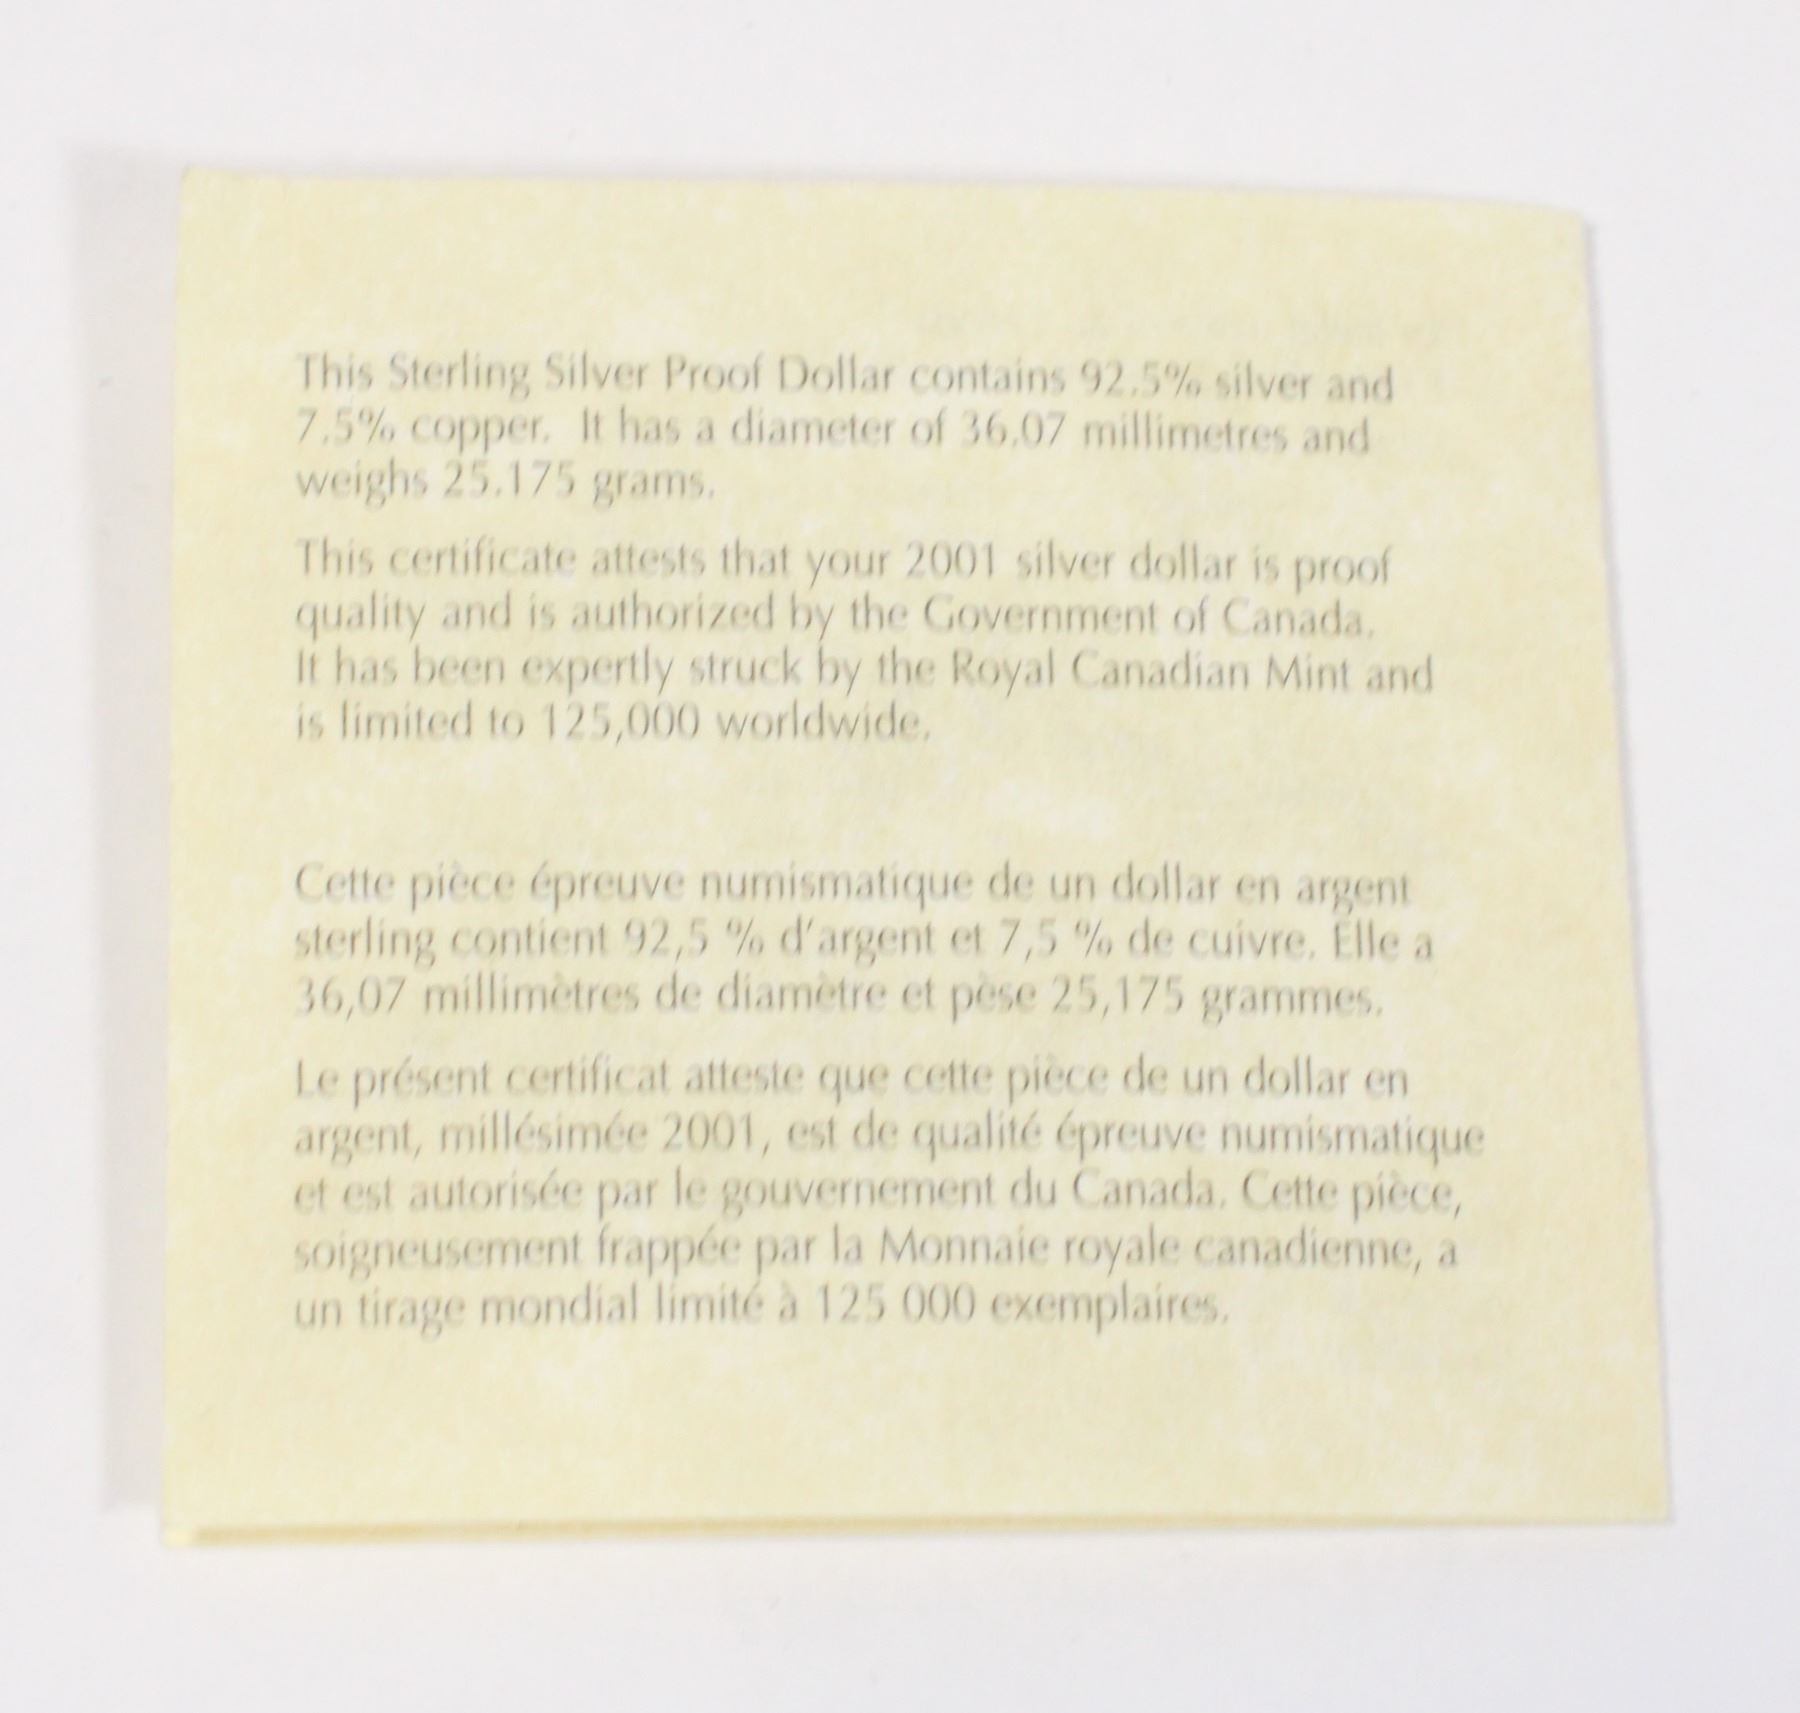 This Sterling Silver Proof Dollar contains 92.5% silver and
7.5% copper.  It has a diameter of 36.07 millimetres and
weighs 25.175 grams.
This certificate attests that your 2001 silver dollar is proof
quality and is authorized by the Government of Canada.
It has been expertly struck by the Royal Canadian Mint and
is limited to 125,000 worldwide.
Cette pièce épreuve numismatique de un dollar en argent
sterling contient 92,5 % d'argent et 7,5 % de cuivre. Elle a
36,07 millimètres de diamètre et pèse 25,175 grammes.
Le présent certificat atteste que cette pièce de un dollar en
argent, millésimée 2001, est de qualité épreuve numismatique
et est autorisée par le gouvernement du Canada. Cette pièce,
soigneusement frappée par la Monnaie royale canadienne, a
un tirage mondial limité à 125 000 exemplaires.